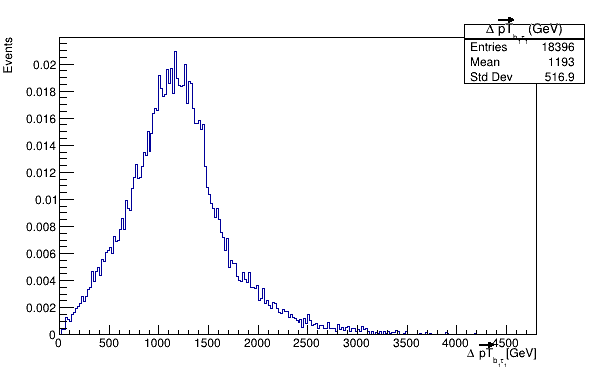 Δ pT b₁τ₁ (GeV)
Entries 18396
Mean 1193
Std Dev 516.9
Events
0.02
0.018
0.016
0.014
0.012
0.01
0.008
0.006
0.004
0.002
0
0 500 1000 1500 2000 2500 3000 3500 4000 4500
Δ pT b₁τ₁ [GeV]